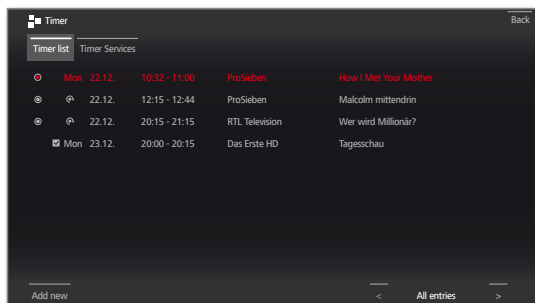 Timer Back
Timer list Timer Services
Mon 22.12. 10:32 - 11:00 ProSieben How I Met Your Mother
22.12. 12:15 - 12:44 ProSieben Malcolm mittendrin
22.12. 20:15 - 21:15 RTL Television Wer wird Millionär?
Mon 23.12. 20:00 - 20:15 Das Erste HD Tagesschau
Add new < All entries >